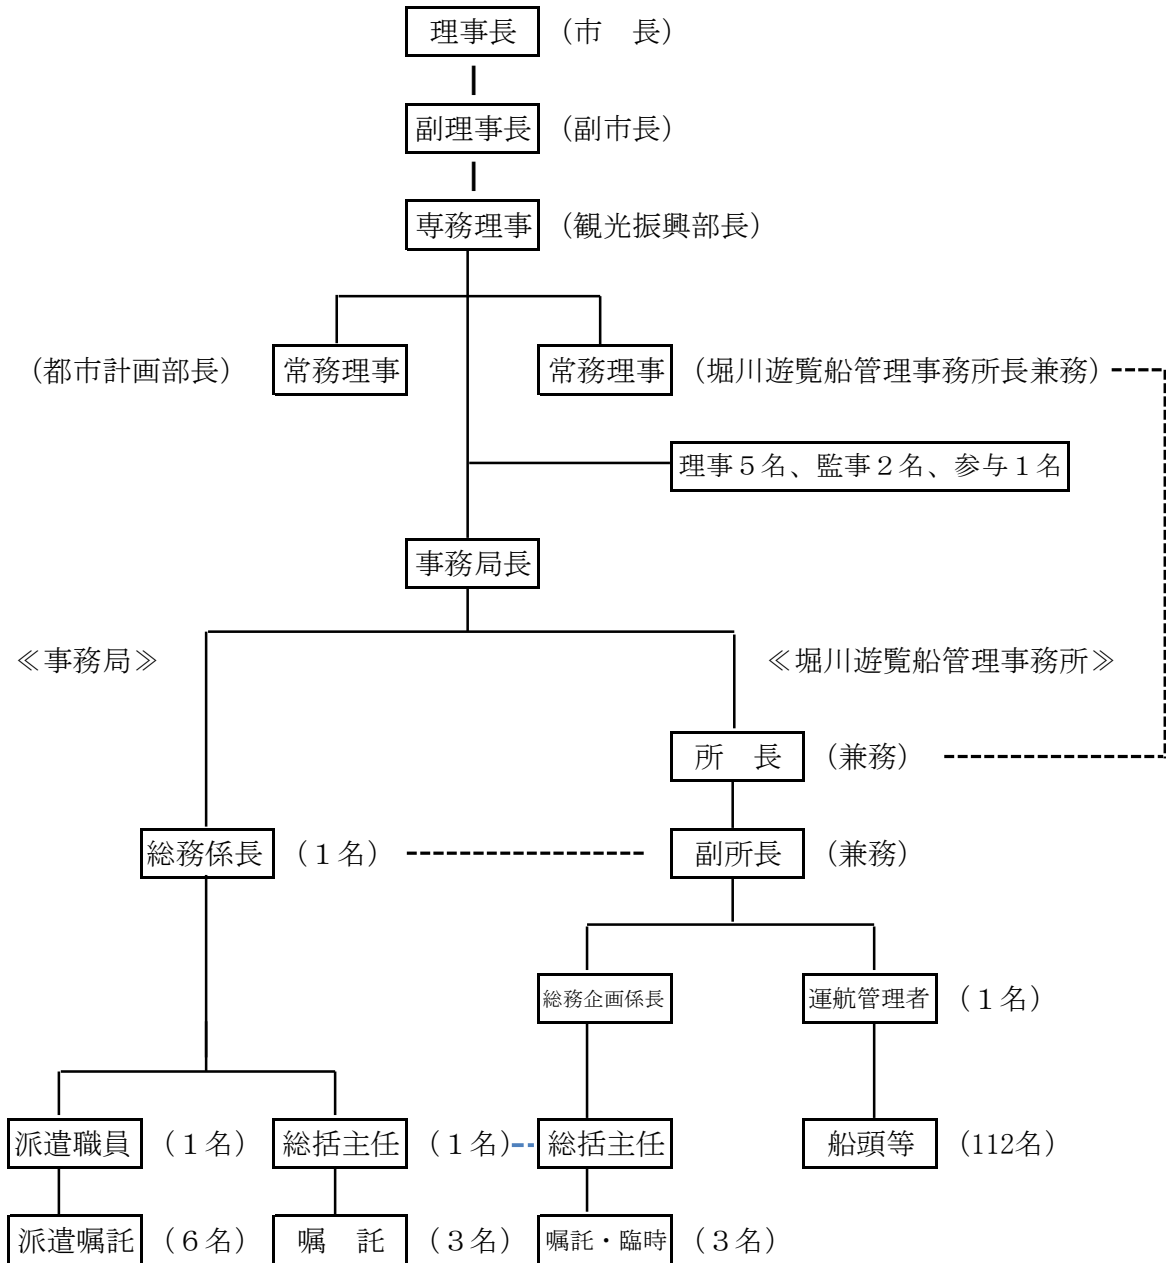 理事長 （市　長）
副理事長 （副市長）
専務理事 （観光振興部長）
（都市計画部長） 常務理事 常務理事 （堀川遊覧船管理事務所長兼務）
理事５名、監事２名、参与１名
事務局長
≪事務局≫ ≪堀川遊覧船管理事務所≫
所　長 （兼務）
総務係長 （１名） 副所長 （兼務）
総務企画係長 運航管理者 （１名）
派遣職員 （１名） 総括主任 （１名） 総括主任 船頭等 （112名）
派遣嘱託 （６名） 嘱　託 （３名） 嘱託・臨時 （３名）